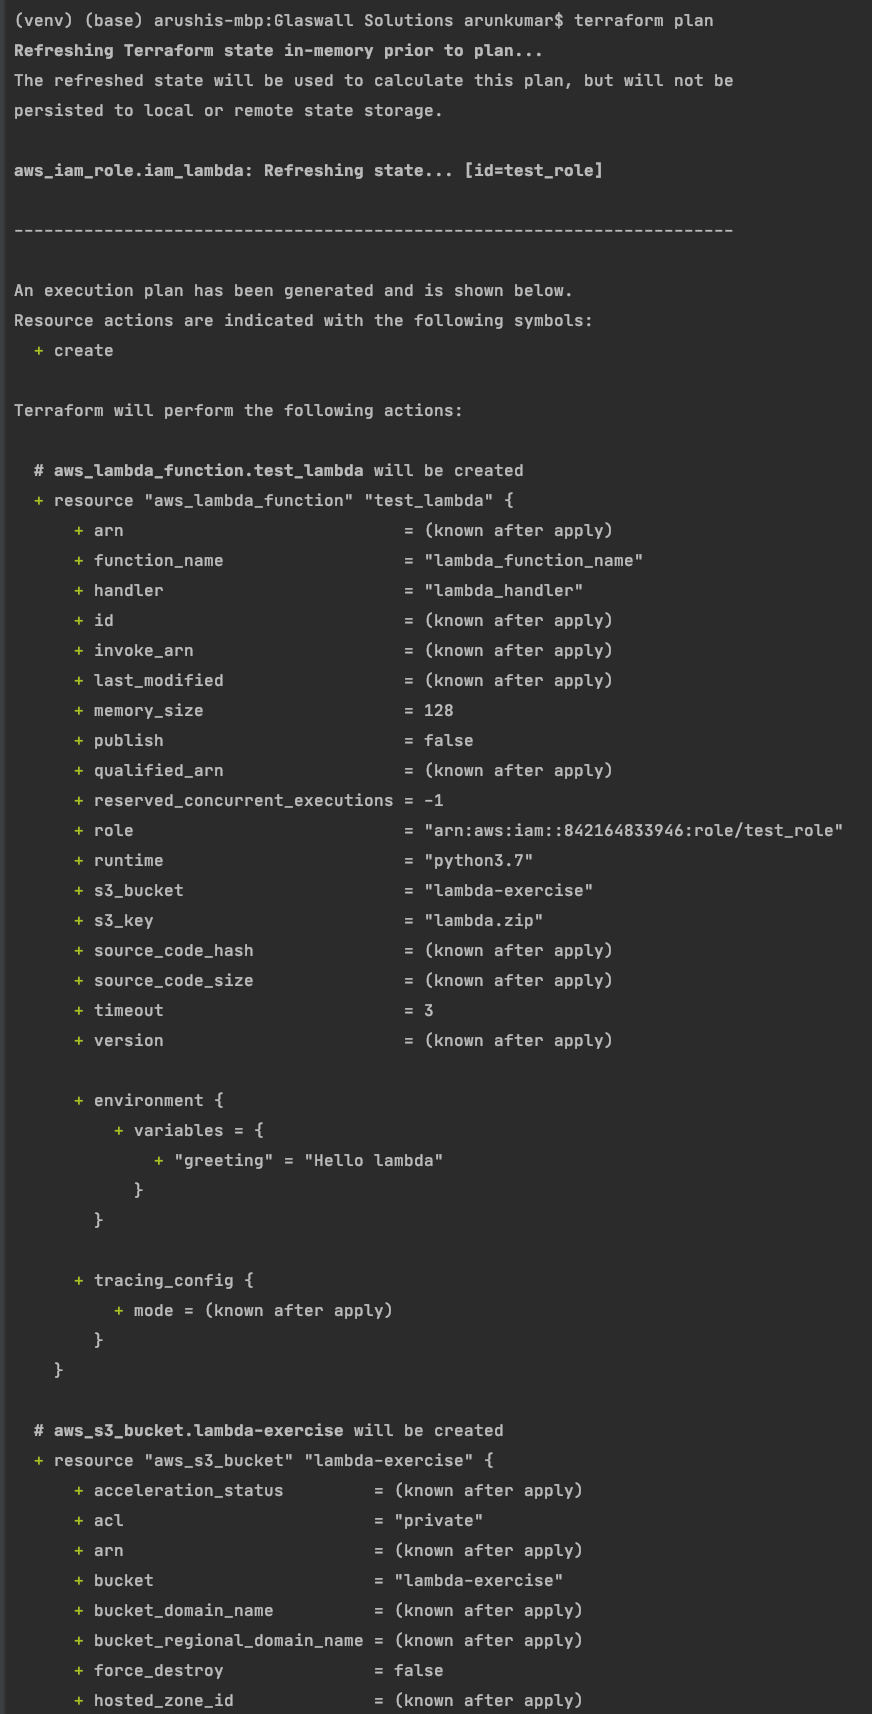 (venv) (base) arushis-mbp:Glaswall Solutions arunkumar$ terraform plan
Refreshing Terraform state in-memory prior to plan...
The refreshed state will be used to calculate this plan, but will not be
persisted to local or remote state storage.

aws_iam_role.iam_lambda: Refreshing state... [id=test_role]

------------------------------------------------------------------------

An execution plan has been generated and is shown below.
Resource actions are indicated with the following symbols:
  + create

Terraform will perform the following actions:

  # aws_lambda_function.test_lambda will be created
  + resource "aws_lambda_function" "test_lambda" {
      + arn                            = (known after apply)
      + function_name                  = "lambda_function_name"
      + handler                        = "lambda_handler"
      + id                             = (known after apply)
      + invoke_arn                     = (known after apply)
      + last_modified                  = (known after apply)
      + memory_size                    = 128
      + publish                        = false
      + qualified_arn                  = (known after apply)
      + reserved_concurrent_executions = -1
      + role                           = "arn:aws:iam::842164833946:role/test_role"
      + runtime                        = "python3.7"
      + s3_bucket                      = "lambda-exercise"
      + s3_key                         = "lambda.zip"
      + source_code_hash               = (known after apply)
      + source_code_size               = (known after apply)
      + timeout                        = 3
      + version                        = (known after apply)

      + environment {
          + variables = {
              + "greeting" = "Hello lambda"
            }
        }

      + tracing_config {
          + mode = (known after apply)
        }
    }

  # aws_s3_bucket.lambda-exercise will be created
  + resource "aws_s3_bucket" "lambda-exercise" {
      + acceleration_status         = (known after apply)
      + acl                         = "private"
      + arn                         = (known after apply)
      + bucket                      = "lambda-exercise"
      + bucket_domain_name          = (known after apply)
      + bucket_regional_domain_name = (known after apply)
      + force_destroy               = false
      + hosted_zone_id              = (known after apply)